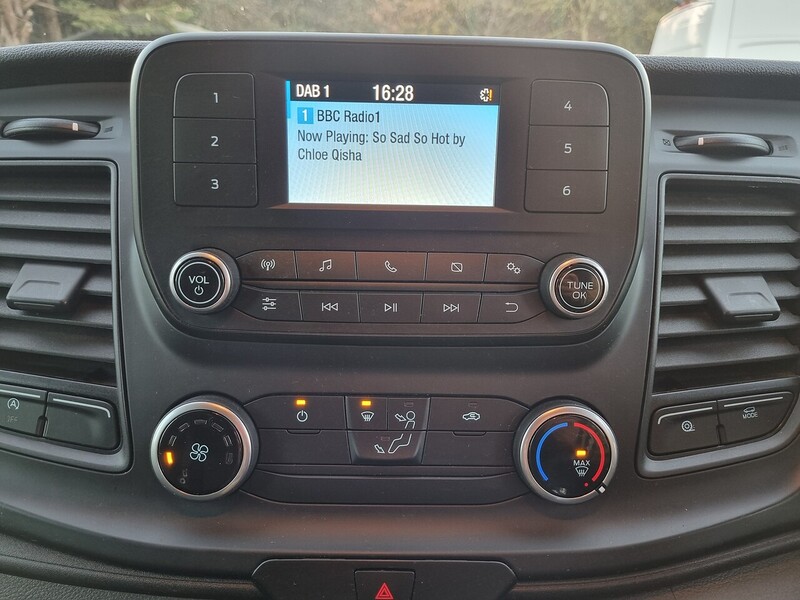 DAB 1 16:28
1 BBC Radio1
Now Playing: So Sad So Hot by
Chloe Qisha
1
2
3
4
5
6
VOL
TUNE
OK
A
OFF
MODE
MAX